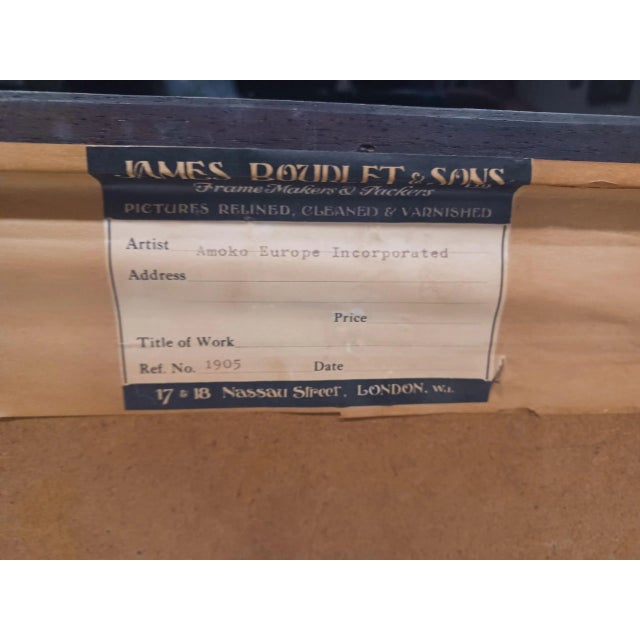 JAMES BOURLET & SONS LTD
Frame Makers & Packers
PICTURES RELINED, CLEANED & VARNISHED
Artist Amoko Europe Incorporated
Address
Price
Title of Work
Ref. No. 1905 Date
17 & 18 Nassau Street, LONDON, W.1.